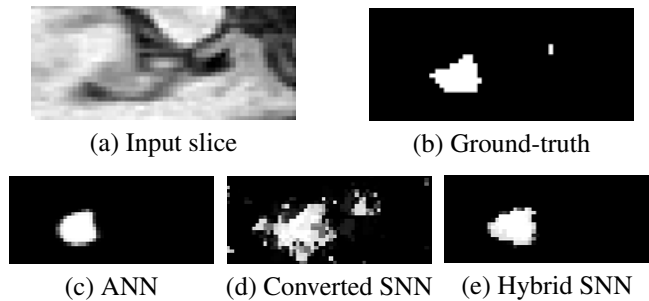 (a) Input slice
(b) Ground-truth
(c) ANN
(d) Converted SNN
(e) Hybrid SNN